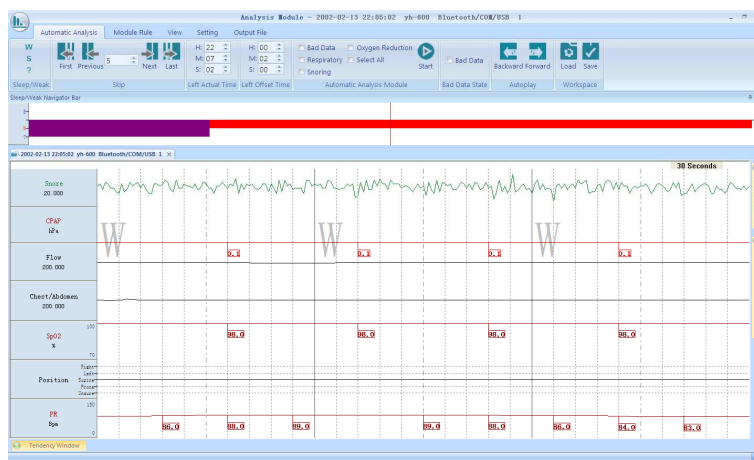 Analysis Module - 2002-02-13 22:05:02 yh-600 Bluetooth/COM/USB 1
Automatic Analysis Module Rule View Setting Output File
W H: 22 H: 00 Bad Data Oxygen Reduction
S 5 M: 07 M: 02 Respiratory Select All Bad Data
? First Previous Next Last S: 02 S: 00 Snoring Start Backward Forward Load Save
Sleep/Weak Skip Left Actual Time Left Offset Time Automatic Analysis Module Bad Data State Autoplay Workspace
Sleep/Weak Navigator Bar
2002-02-13 22:05:02 yh-600 Bluetooth/COM/USB 1
30 Seconds
Snore
20.000
CPAP
hPa
W W W
Flow
200.000
0.1 0.1 0.1 0.1
Chest/Abdomen
200.000
100
SpO2
%
70
98.0 98.0 98.0 98.0
Right
Left
Position Supine
Prone
150
PR
Bpm
0
88.0 89.0 89.0 88.0 84.0 83.0
Tendency Window